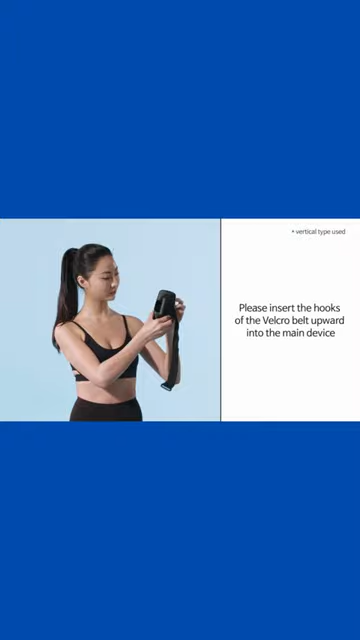 * vertical type used
Please insert the hooks
of the Velcro belt upward
into the main device